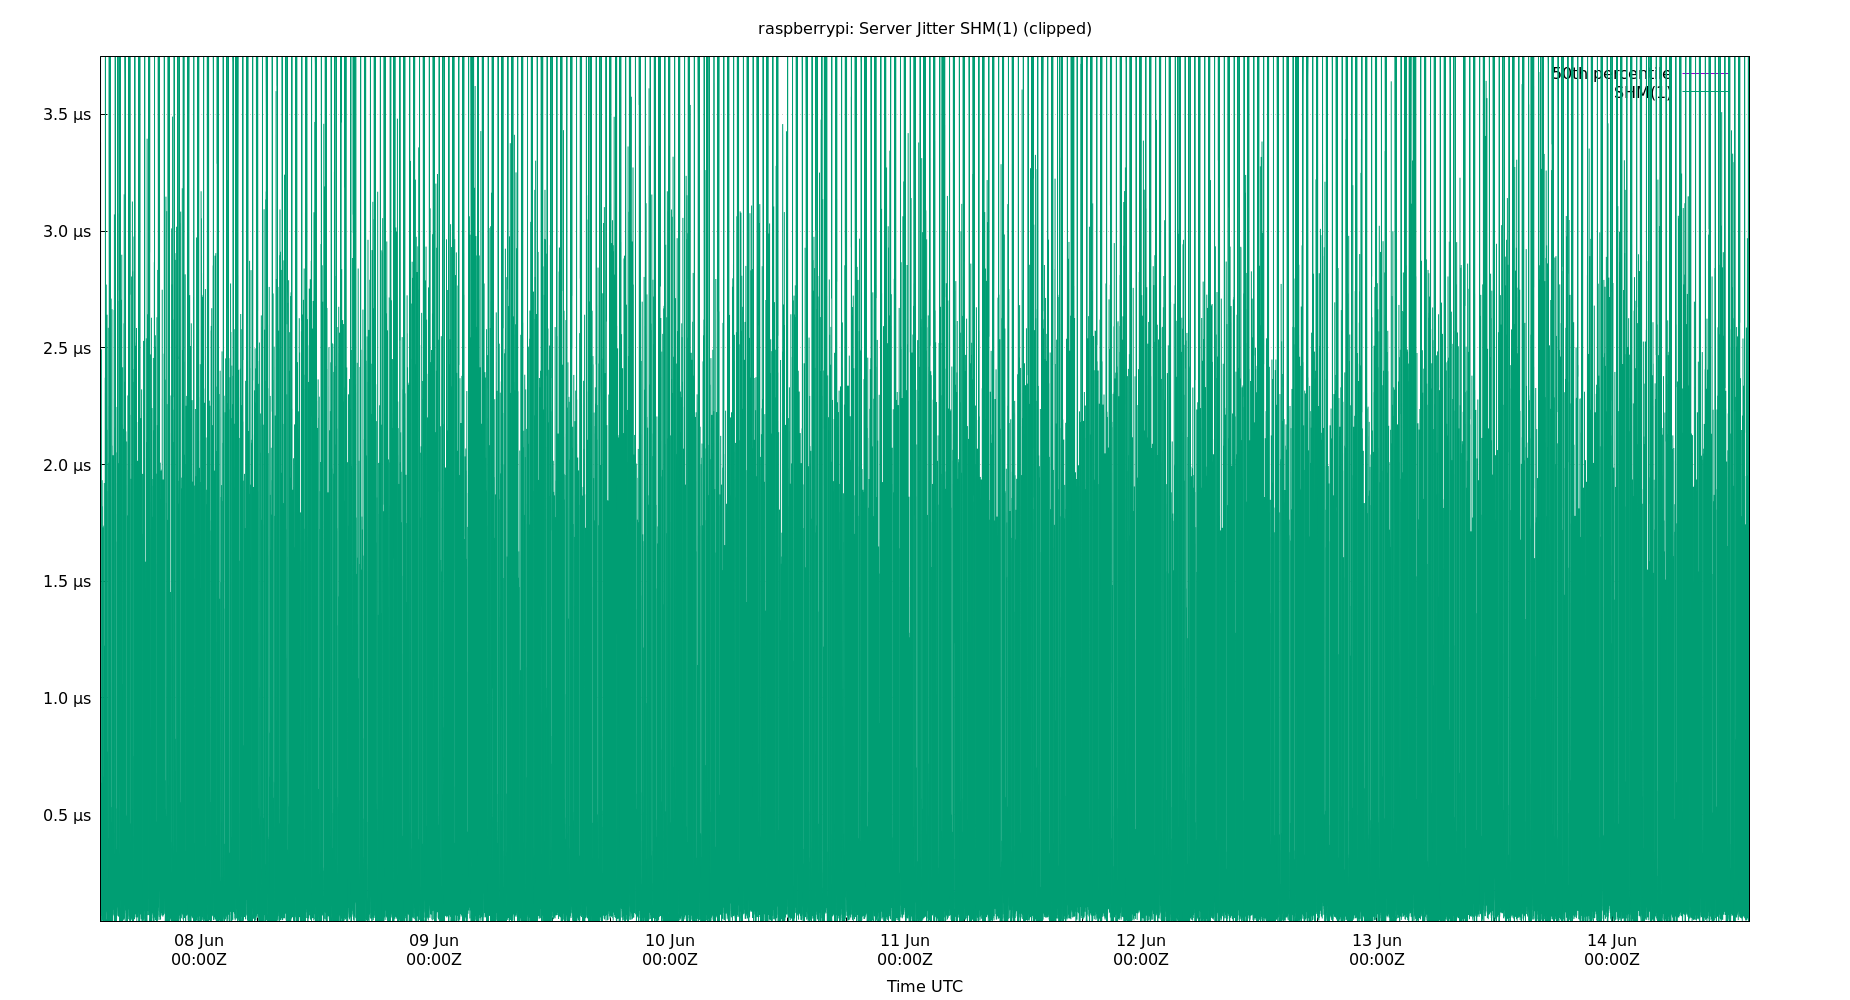 raspberrypi: Server Jitter SHM(1) (clipped)
50th percentile
SHM(1)
3.5 µs
3.0 µs
2.5 µs
2.0 µs
1.5 µs
1.0 µs
0.5 µs
08 Jun 09 Jun 10 Jun 11 Jun 12 Jun 13 Jun 14 Jun
00:00Z 00:00Z 00:00Z 00:00Z 00:00Z 00:00Z 00:00Z
Time UTC